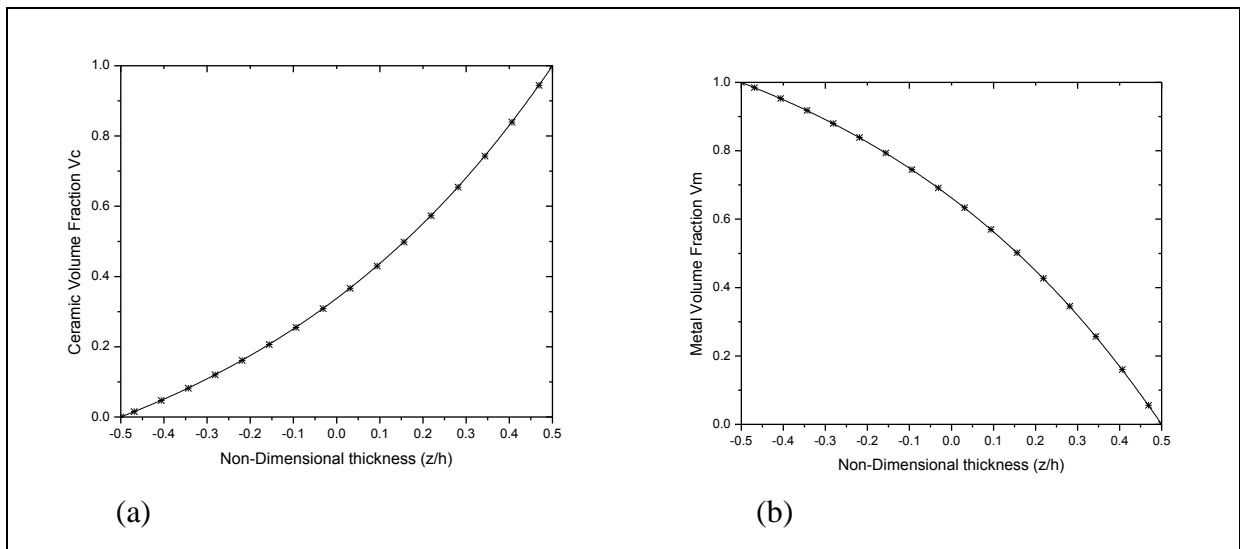 1.0
0.8
0.6
0.4
0.2
0.0
Ceramic Volume Fraction Vc
-0.5 -0.4 -0.3 -0.2 -0.1 0.0 0.1 0.2 0.3 0.4 0.5
Non-Dimensional thickness (z/h)
(a)
1.0
0.8
0.6
0.4
0.2
0.0
Metal Volume Fraction Vm
-0.5 -0.4 -0.3 -0.2 -0.1 0.0 0.1 0.2 0.3 0.4 0.5
Non-Dimensional thickness (z/h)
(b)